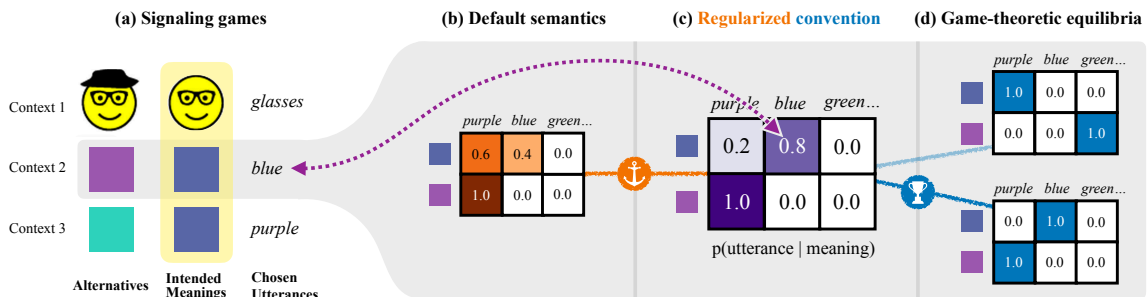 (a) Signaling games
Context 1
glasses
Context 2
blue
Context 3
purple
Alternatives
Intended
Meanings
Chosen
Utterances
(b) Default semantics
purple blue green...
0.6 0.4 0.0
1.0 0.0 0.0
(c) Regularized convention
purple blue green...
0.2 0.8 0.0
1.0 0.0 0.0
p(utterance | meaning)
(d) Game-theoretic equilibria
purple blue green...
1.0 0.0 0.0
0.0 0.0 1.0
purple blue green...
0.0 1.0 0.0
1.0 0.0 0.0